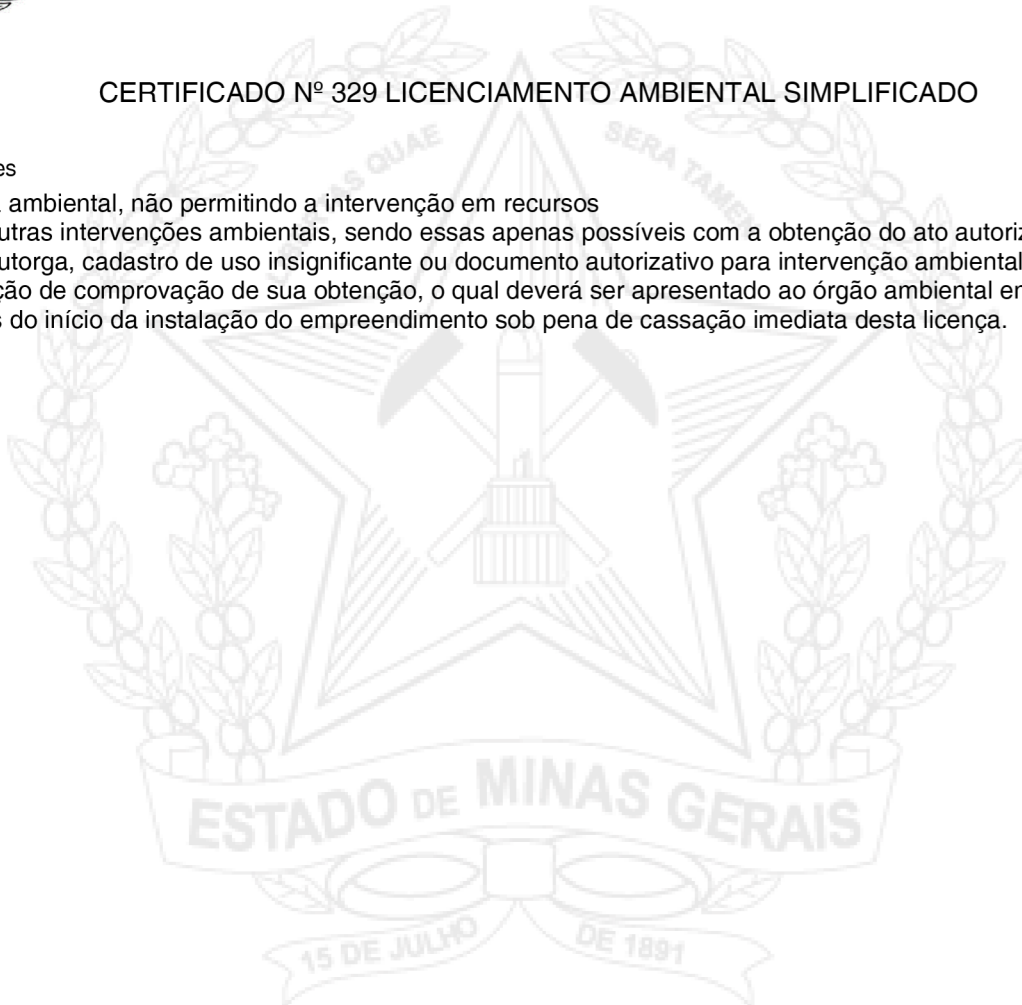 CERTIFICADO Nº 329 LICENCIAMENTO AMBIENTAL SIMPLIFICADO
es
ambiental, não permitindo a intervenção em recursos
utras intervenções ambientais, sendo essas apenas possíveis com a obtenção do ato autoriz
utorga, cadastro de uso insignificante ou documento autorizativo para intervenção ambiental
ção de comprovação de sua obtenção, o qual deverá ser apresentado ao órgão ambiental em
s do início da instalação do empreendimento sob pena de cassação imediata desta licença.
QUAE SERA TAMEN
ESTADO DE MINAS GERAIS
15 DE JULHO DE 1891